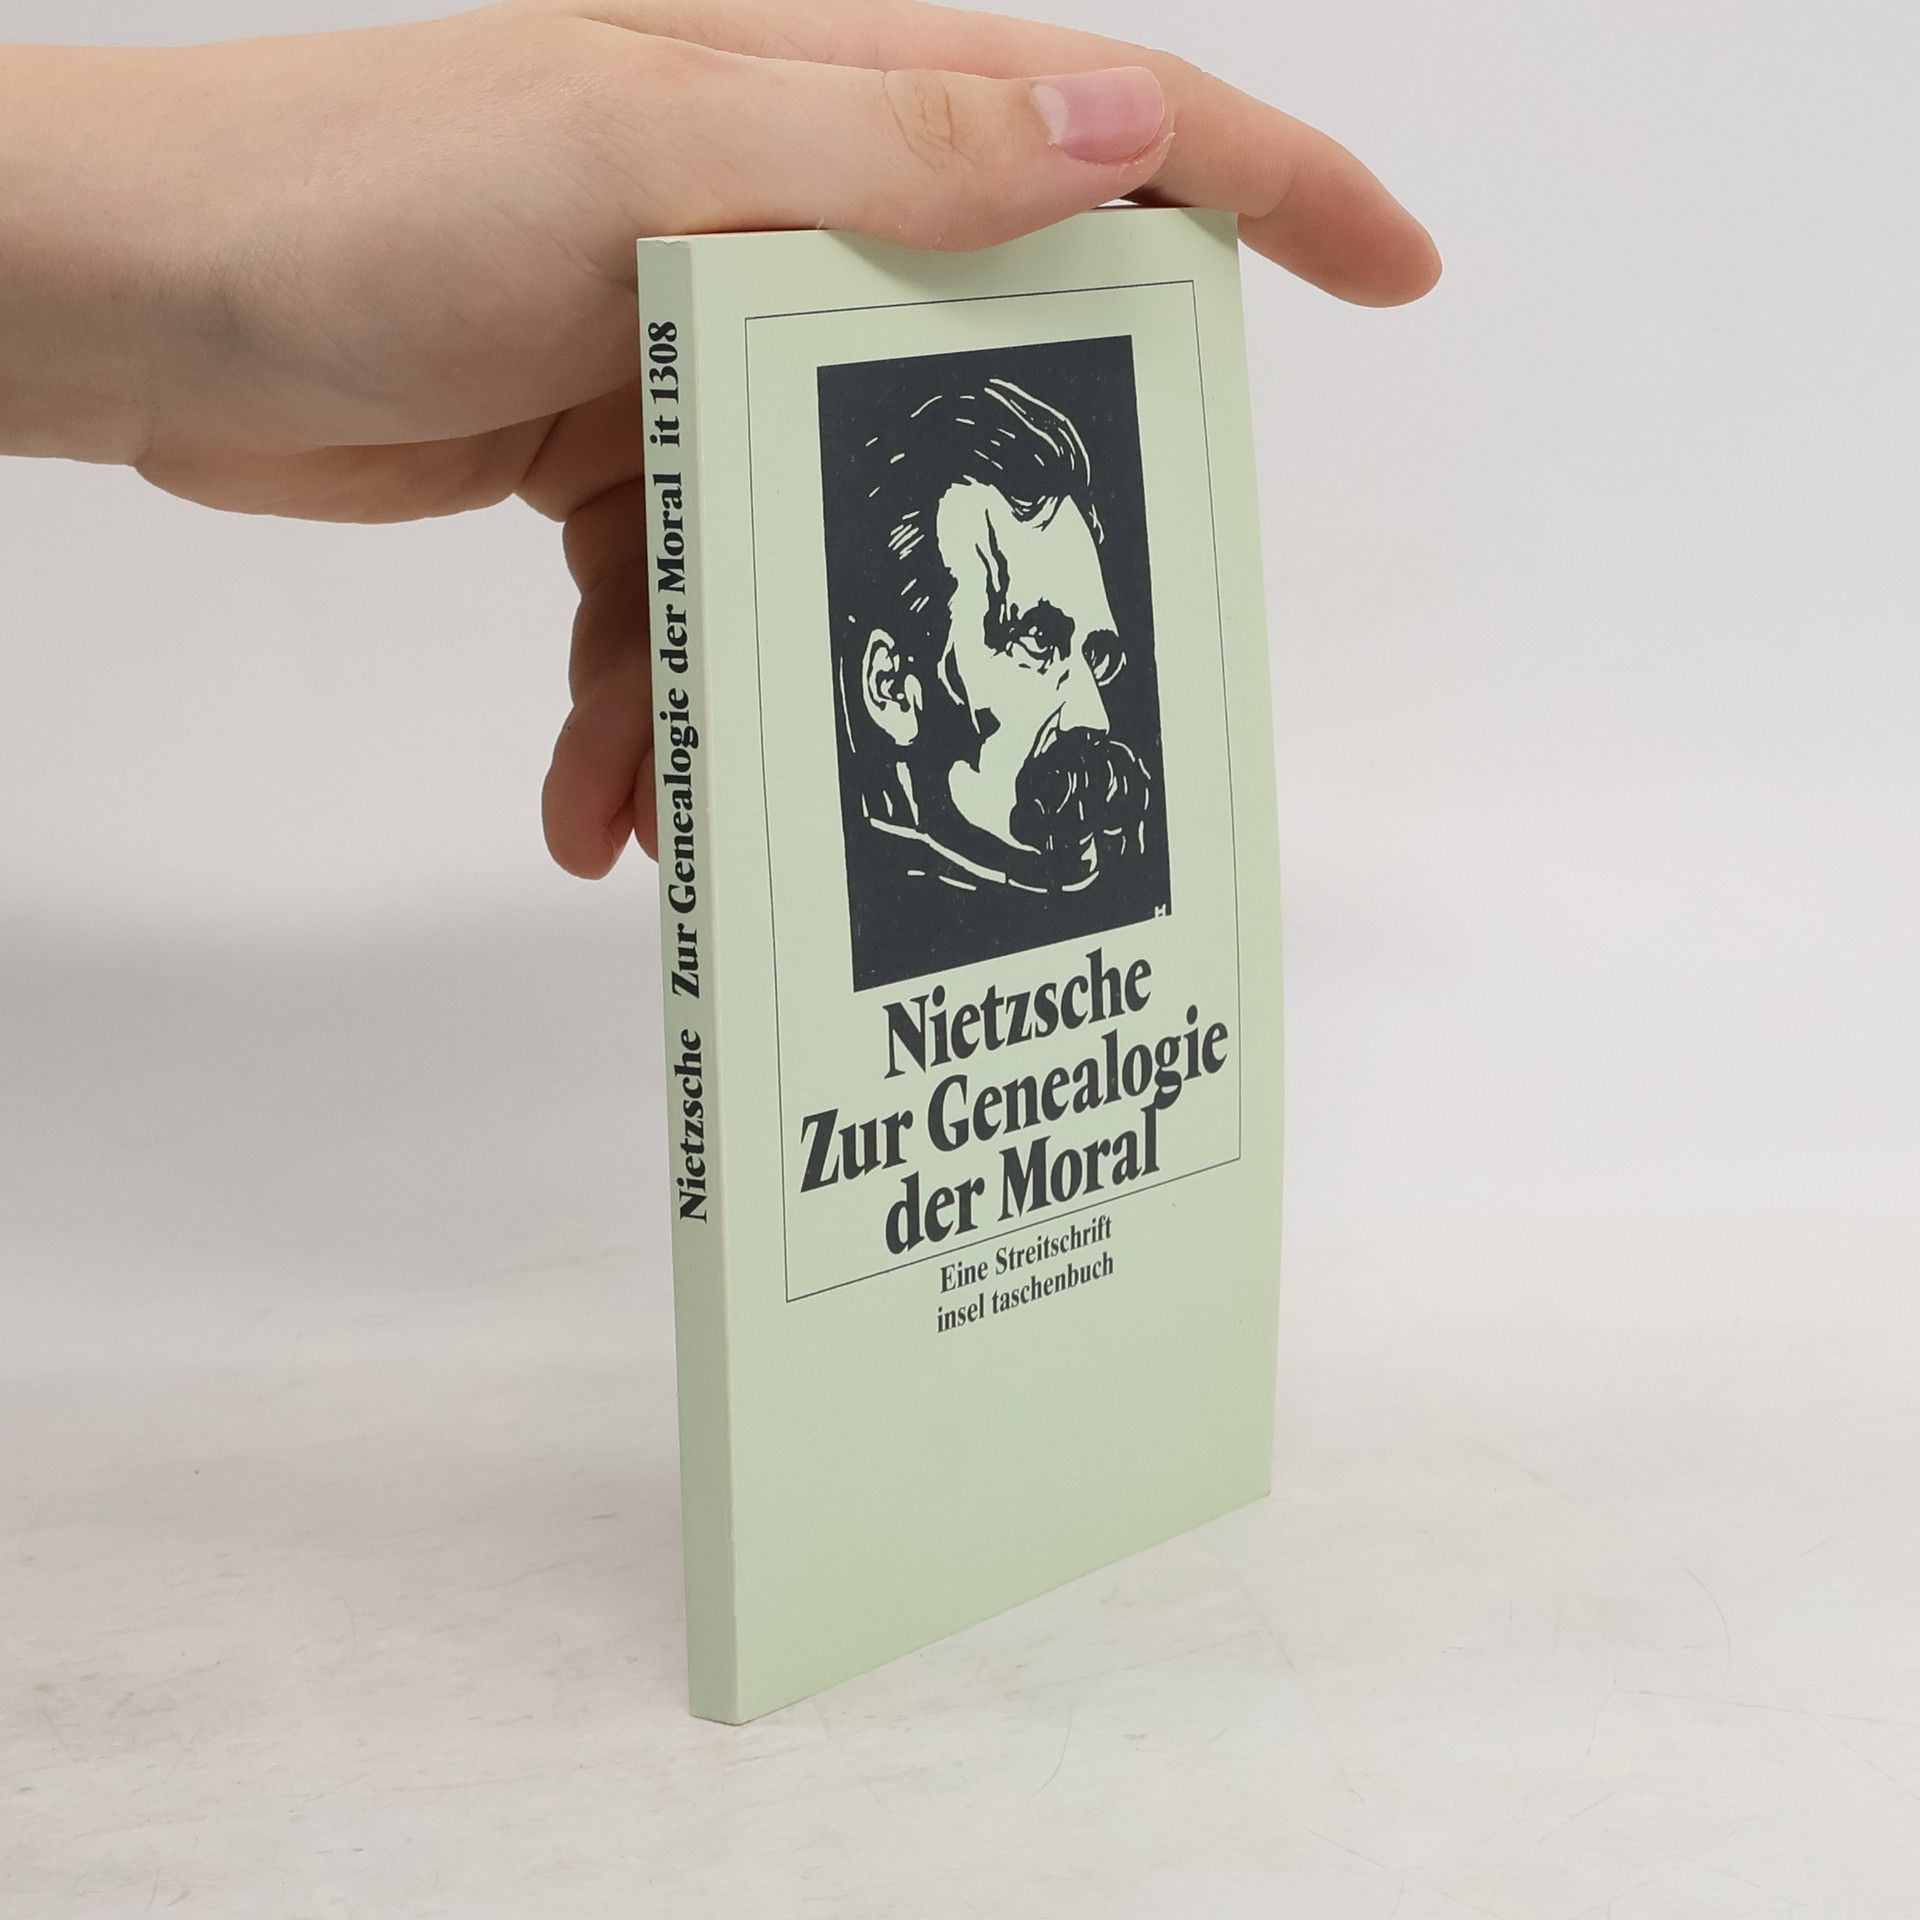 Nietzsche Zur Genealogie der Moral it 1308
Nietzsche
Zur Genealogie
der Moral
Eine Streitschrift
insel taschenbuch